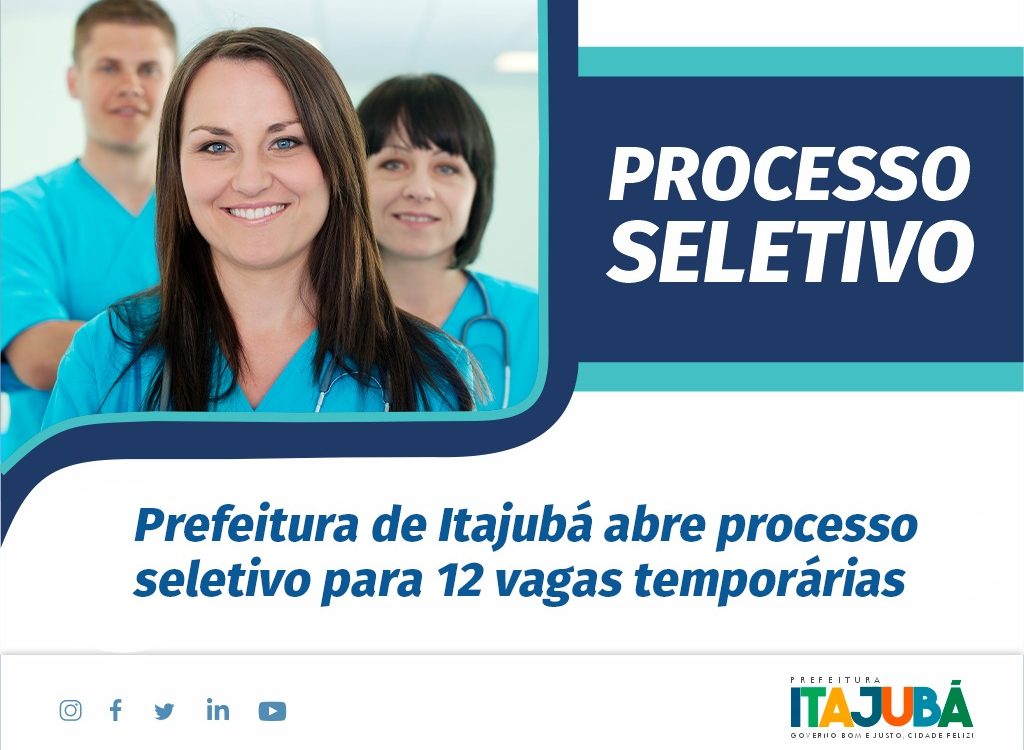 PROCESSO
SELETIVO
Prefeitura de Itajubá abre processo
seletivo para 12 vagas temporárias
PREFEITURA
ITAJUBÁ
GOVERNO BOM E JUSTO, CIDADE FELIZ!